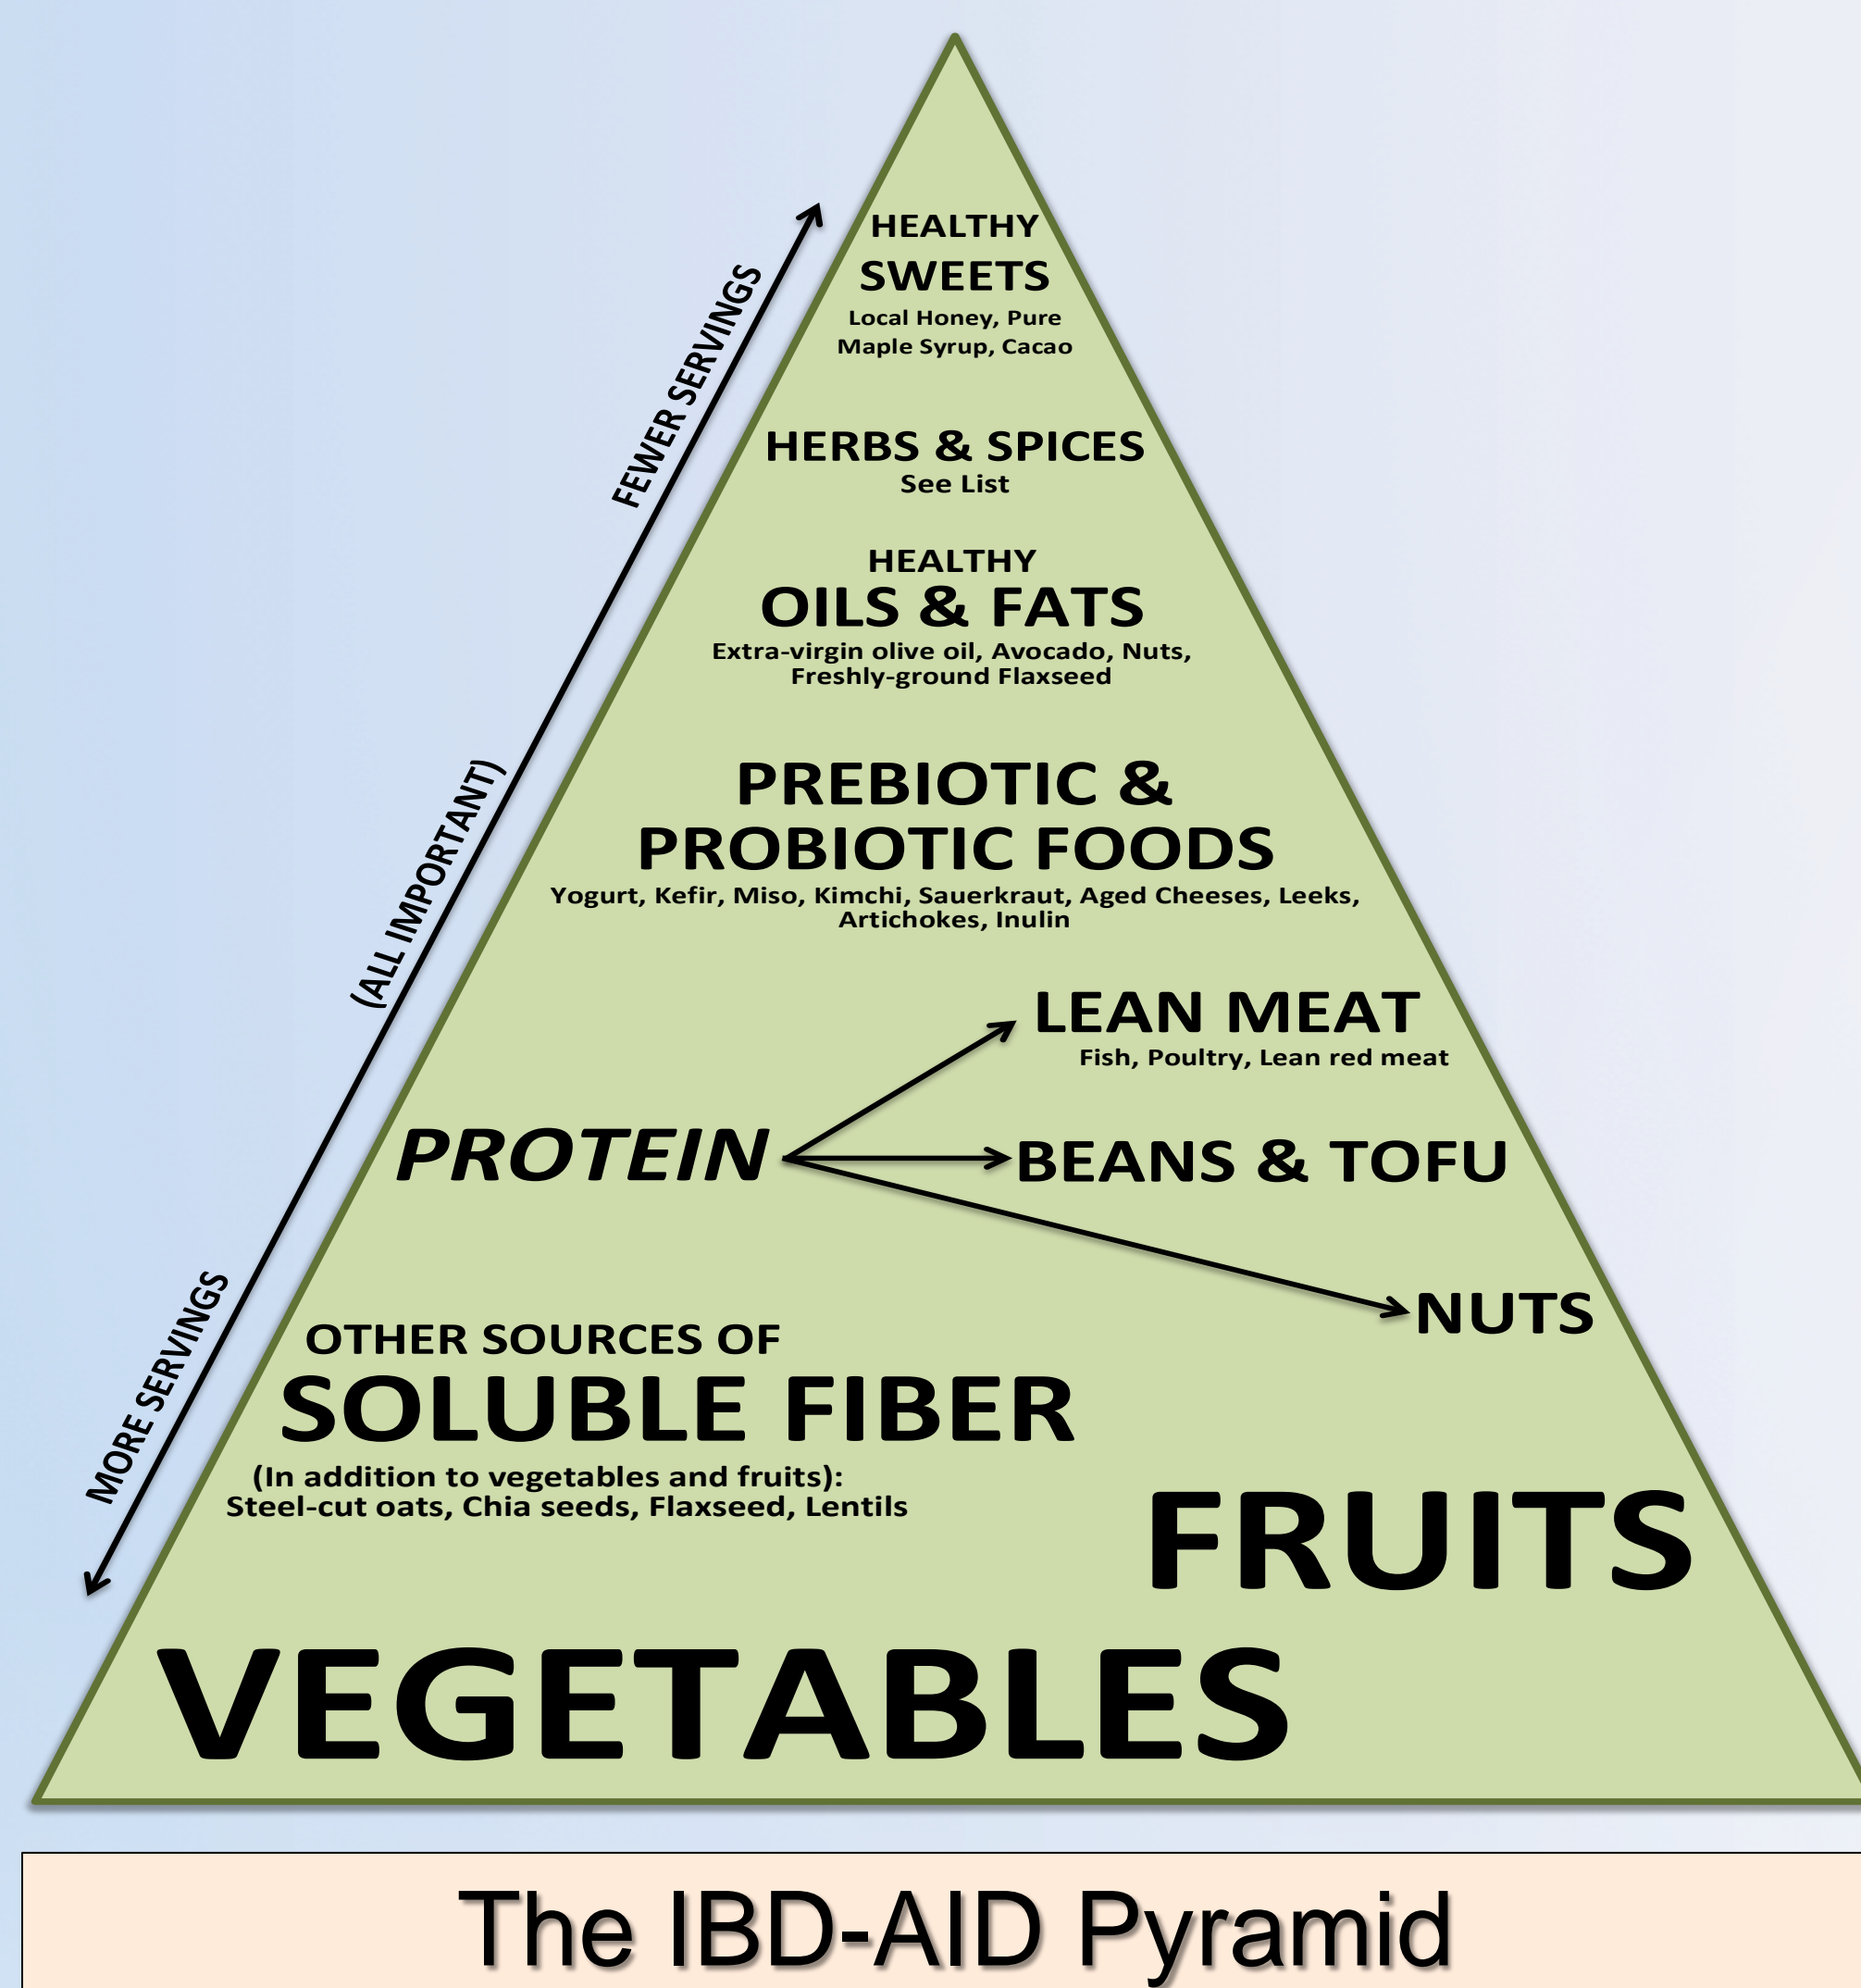 HEALTHY
SWEETS
Local Honey, Pure
Maple Syrup, Cacao
FEWER SERVINGS
HERBS & SPICES
See List
HEALTHY
OILS & FATS
Extra-virgin olive oil, Avocado, Nuts,
Freshly-ground Flaxseed
(ALL IMPORTANT)
PREBIOTIC &
PROBIOTIC FOODS
Yogurt, Kefir, Miso, Kimchi, Sauerkraut, Aged Cheeses, Leeks,
Artichokes, Inulin
LEAN MEAT
Fish, Poultry, Lean red meat
PROTEIN
BEANS & TOFU
NUTS
MORE SERVINGS
OTHER SOURCES OF
SOLUBLE FIBER
(In addition to vegetables and fruits):
Steel-cut oats, Chia seeds, Flaxseed, Lentils
FRUITS
VEGETABLES
The IBD-AID Pyramid